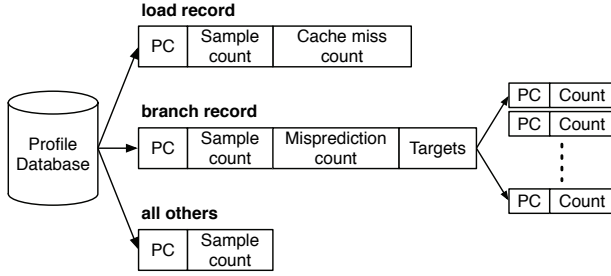 load record
PC Sample count Cache miss count
Profile Database
branch record
PC Sample count Misprediction count Targets
PC Count
PC Count
PC Count
all others
PC Sample count